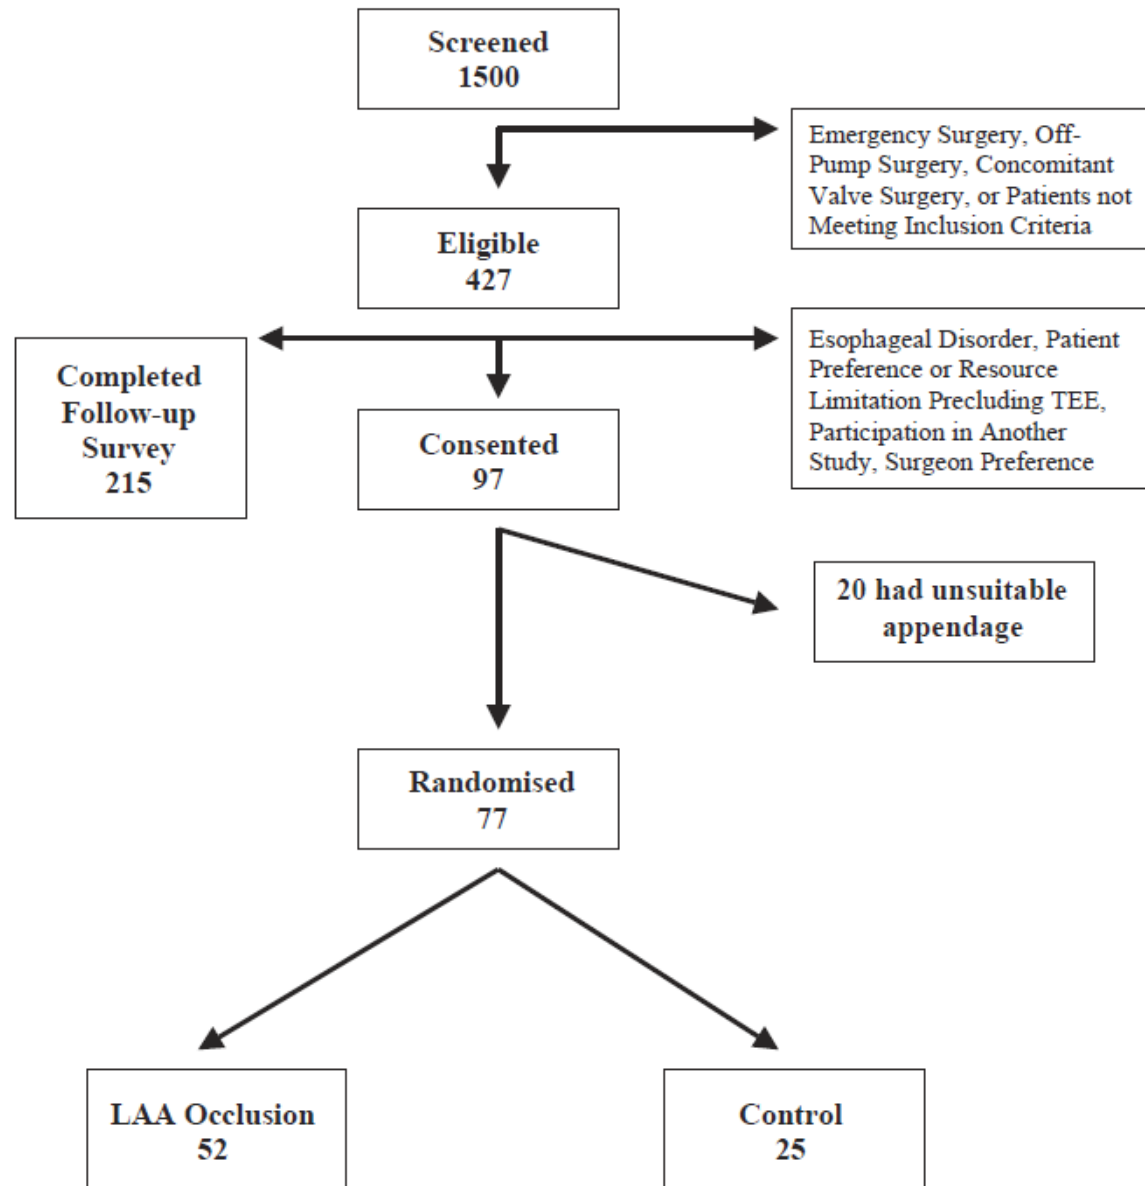 Screened
1500
Emergency Surgery, Off-
Pump Surgery, Concomitant
Valve Surgery, or Patients not
Meeting Inclusion Criteria
Eligible
427
Completed
Follow-up
Survey
215
Consented
97
Esophageal Disorder, Patient
Preference or Resource
Limitation Precluding TEE,
Participation in Another
Study, Surgeon Preference
20 had unsuitable
appendage
Randomised
77
LAA Occlusion
52
Control
25